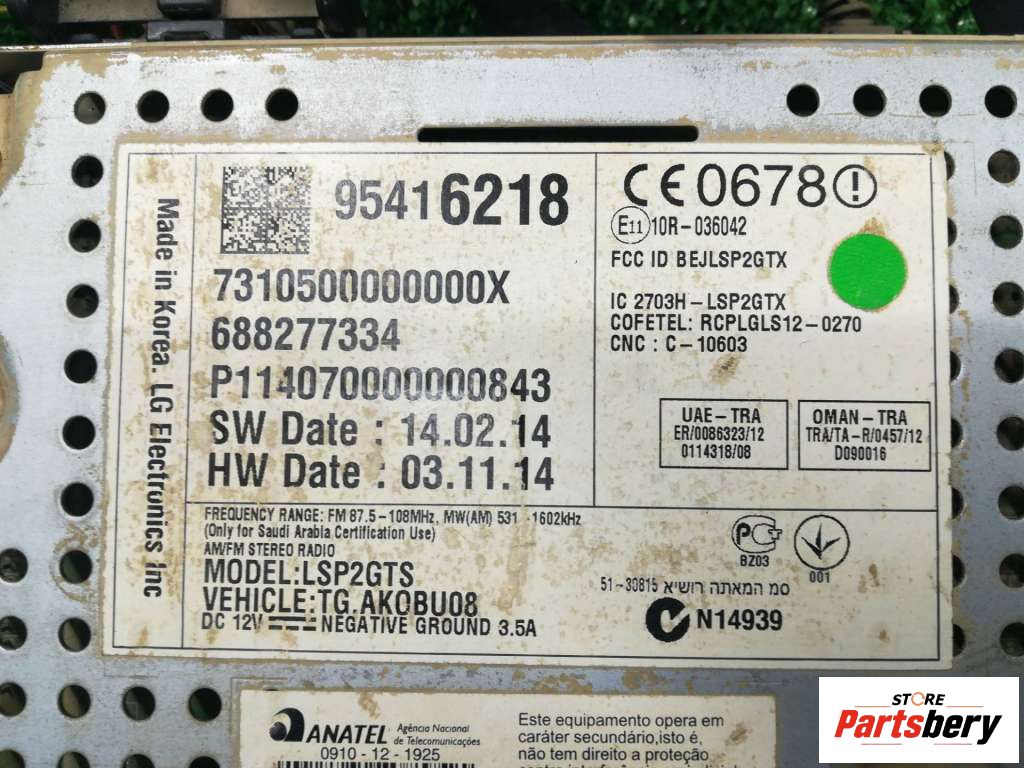 Made in Korea. LG Electronics Inc
95416218
7310500000000X
688277334
P114070000000843
SW Date : 14.02.14
HW Date : 03.11.14
CE0678
E11 10R-036042
FCC ID BEJLSP2GTX
IC 2703H-LSP2GTX
COFETEL: RCPLGLS12-0270
CNC : C-10603
UAE-TRA
ER/0086323/12
0114318/08
OMAN-TRA
TRA/TA-R/0457/12
D090016
FREQUENCY RANGE: FM 87.5-108MHz, MW(AM) 531 -1602kHz
(Only for Saudi Arabia Certification Use)
AM/FM STEREO RADIO
MODEL:LSP2GTS
VEHICLE:TG.AKOBU08
DC 12V NEGATIVE GROUND 3.5A
BZ03
001
סמ המאתה רושיא 51-30815
N14939
ANATEL
Agência Nacional
de Telecomunicações
0910-12-1925
Este equipamento opera em
caráter secundário,isto é,
não tem direito a proteção
STORE
Partsbery